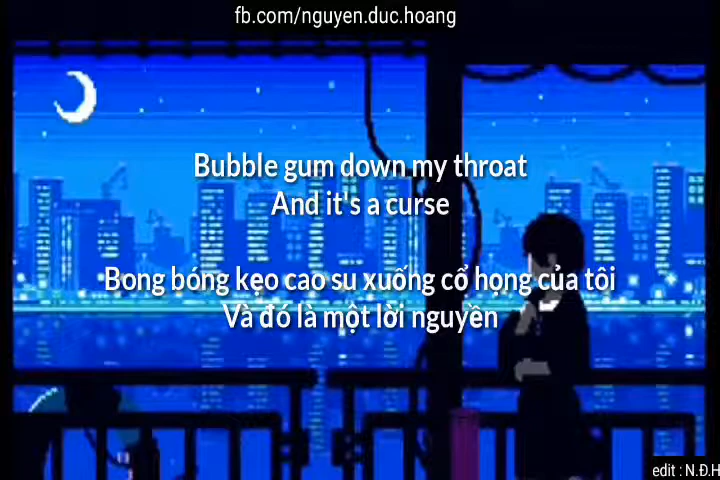 fb.com/nguyen.duc.hoang
Bubble gum down my throat
And it's a curse
Bong bóng kẹo cao su xuống cổ họng của tôi
Và đó là một lời nguyền
edit : N.Đ.H